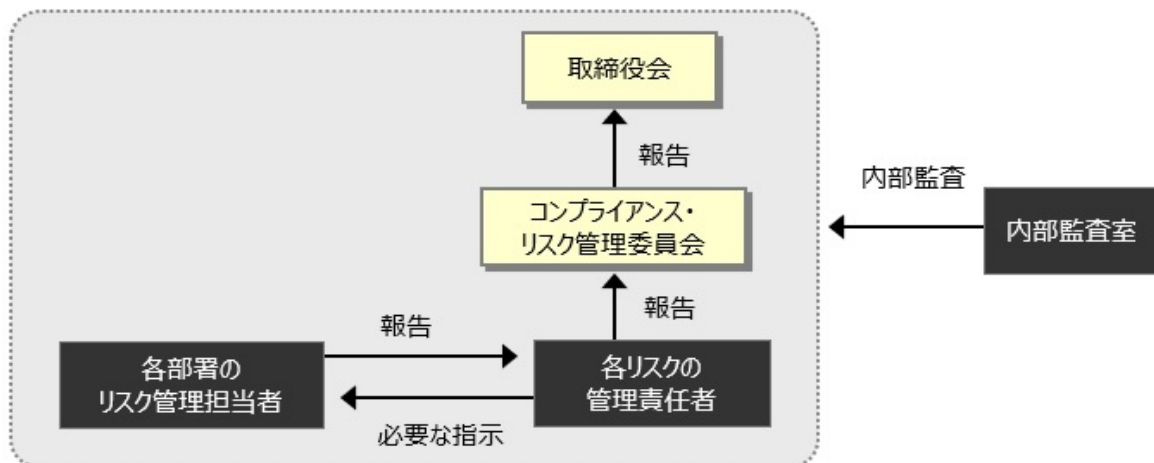 取締役会
報告
内部監査
コンプライアンス・
リスク管理委員会
内部監査室
報告
報告
各部署の
リスク管理担当者
各リスクの
管理責任者
必要な指示